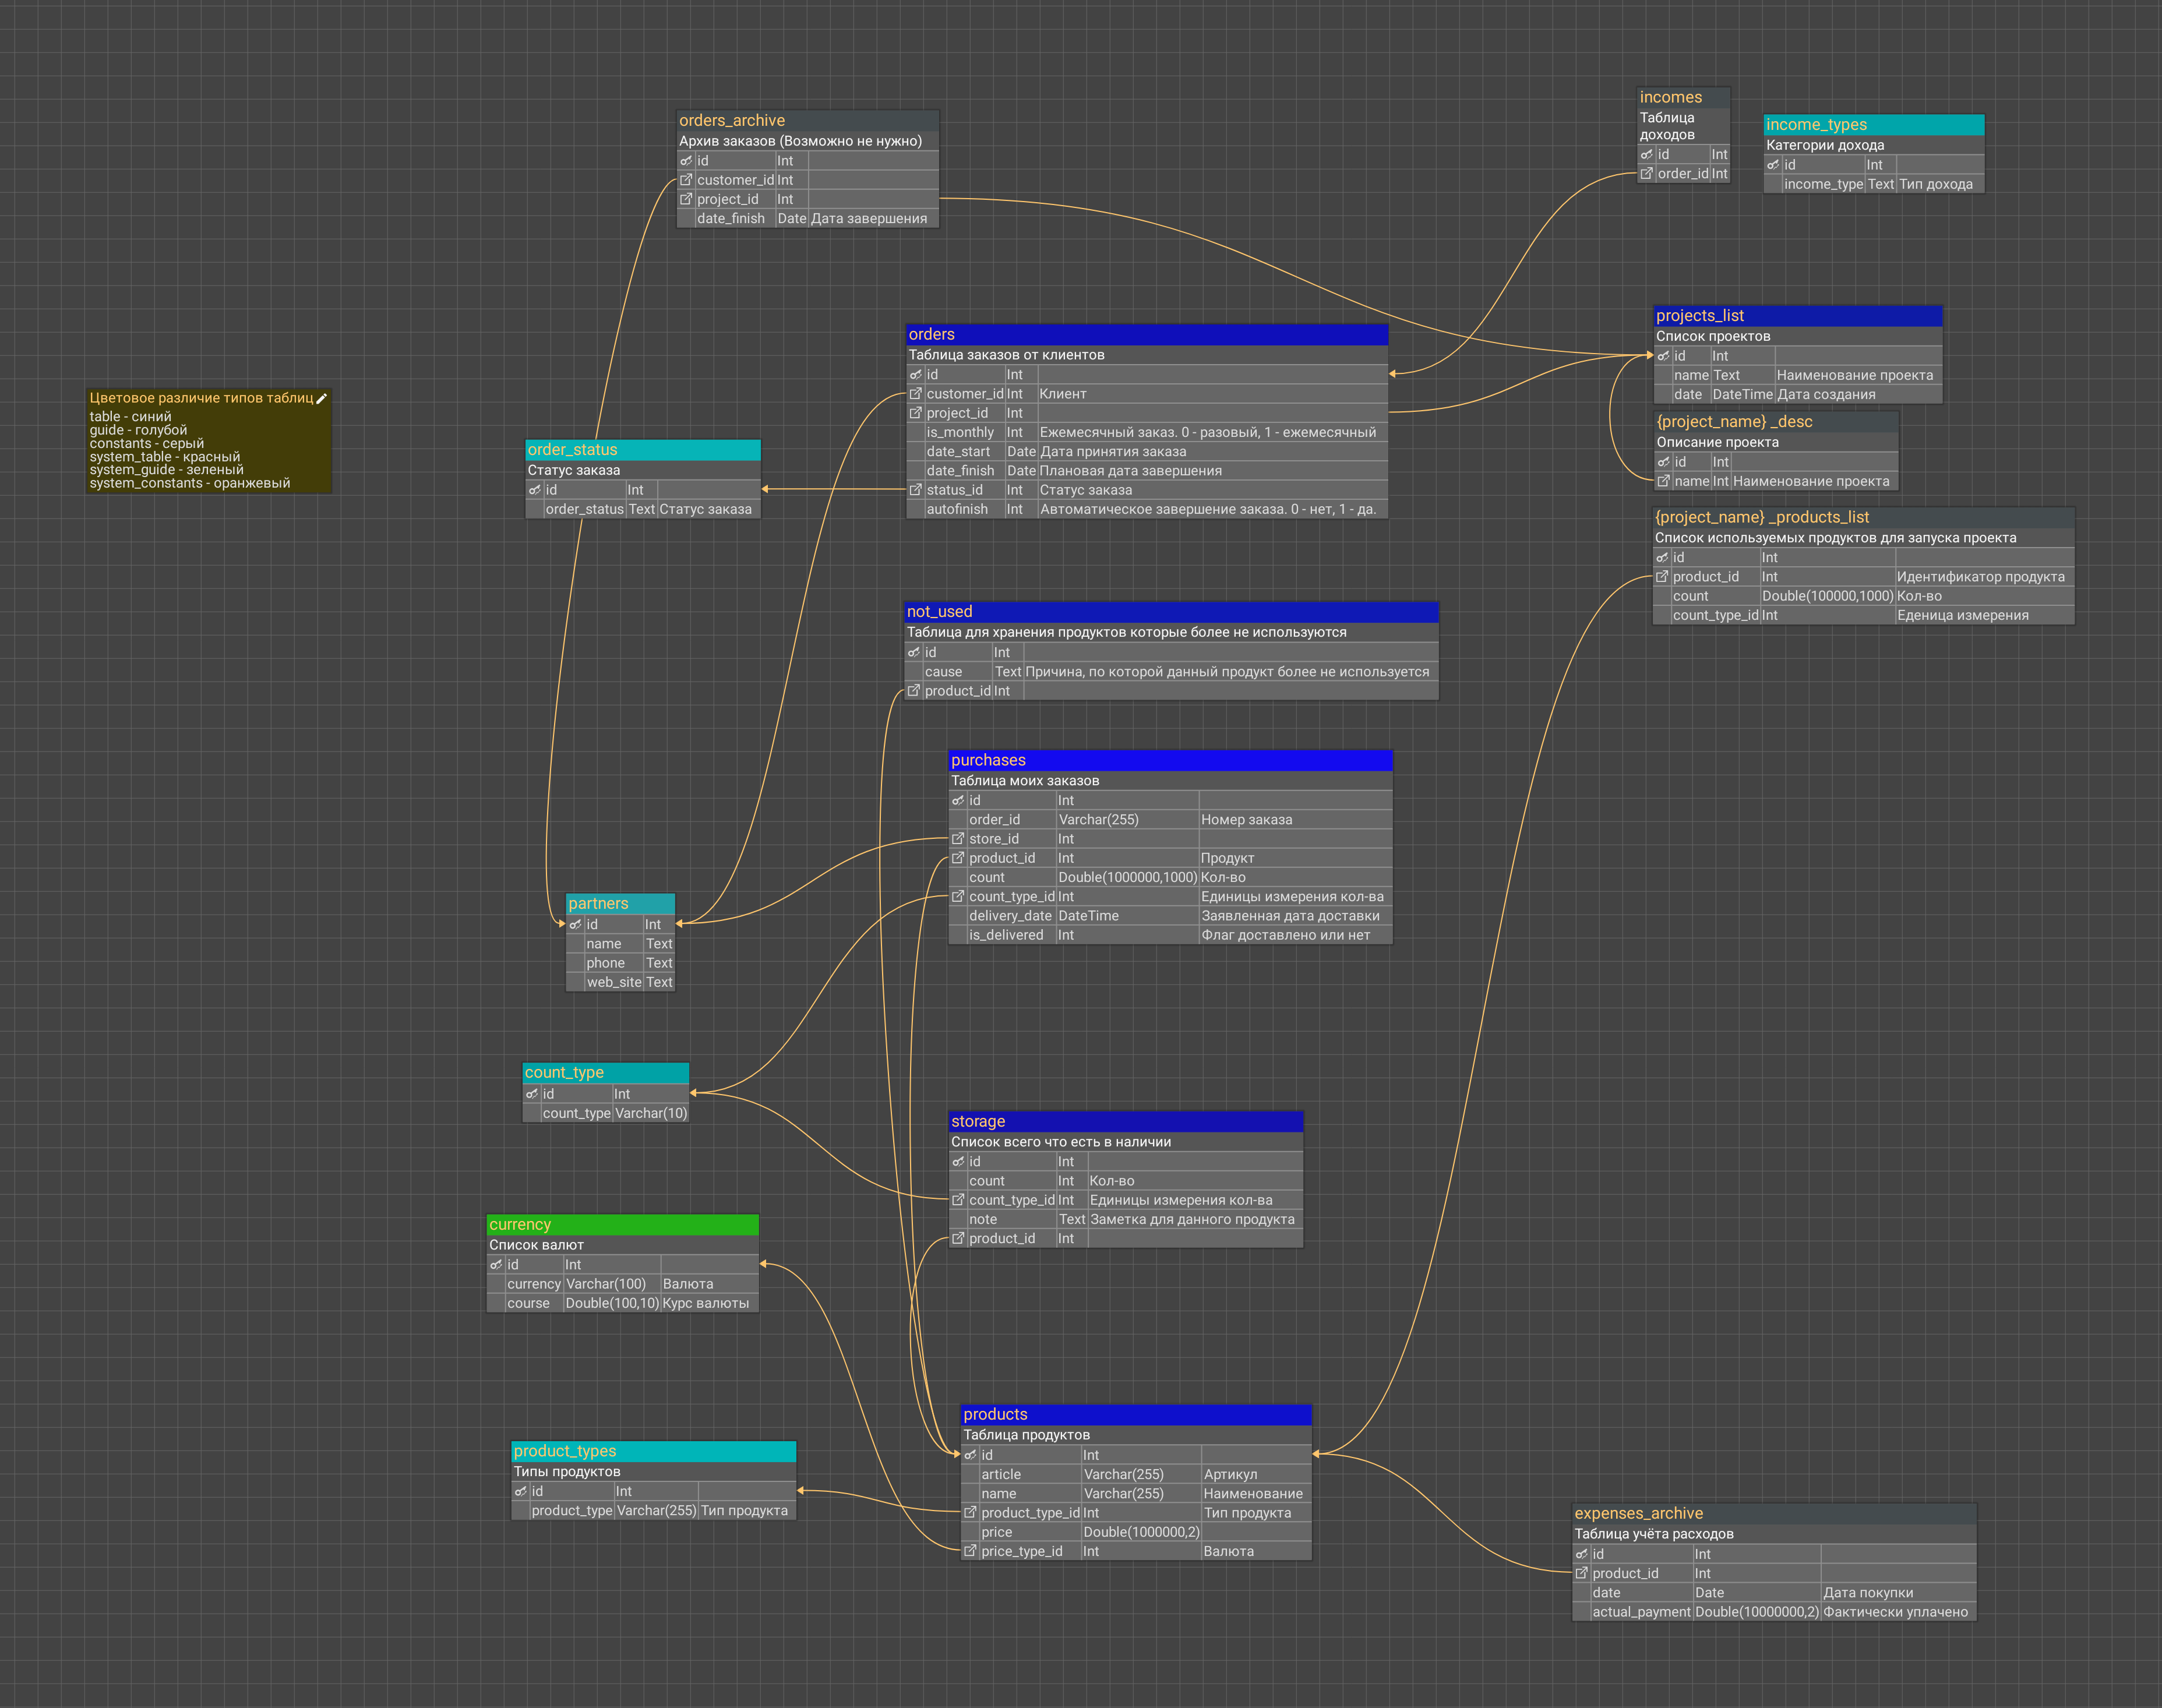 orders_archive
Архив заказов (Возможно не нужно)
id Int
customer_id Int
project_id Int
date_finish Date Дата завершения
incomes
Таблица
доходов
id Int
order_id Int
income_types
Категории дохода
id Int
income_type Text Тип дохода
projects_list
Список проектов
id Int
name Text Наименование проекта
date DateTime Дата создания
{project_name} _desc
Описание проекта
id Int
name Int Наименование проекта
{project_name} _products_list
Список используемых продуктов для запуска проекта
id Int
product_id Int Идентификатор продукта
count Double(100000,1000) Кол-во
count_type_id Int Еденица измерения
orders
Таблица заказов от клиентов
id Int
customer_id Int Клиент
project_id Int
is_monthly Int Ежемесячный заказ. 0 - разовый, 1 - ежемесячный
date_start Date Дата принятия заказа
date_finish Date Плановая дата завершения
status_id Int Статус заказа
autofinish Int Автоматическое завершение заказа. 0 - нет, 1 - да.
Цветовое различие типов таблиц
table - синий
guide - голубой
constants - серый
system_table - красный
system_guide - зеленый
system_constants - оранжевый
order_status
Статус заказа
id Int
order_status Text Статус заказа
not_used
Таблица для хранения продуктов которые более не используются
id Int
cause Text Причина, по которой данный продукт более не используется
product_id Int
purchases
Таблица моих заказов
id Int
order_id Varchar(255) Номер заказа
store_id Int
product_id Int Продукт
count Double(1000000,1000) Кол-во
count_type_id Int Единицы измерения кол-ва
delivery_date DateTime Заявленная дата доставки
is_delivered Int Флаг доставлено или нет
partners
id Int
name Text
phone Text
web_site Text
count_type
id Int
count_type Varchar(10)
storage
Список всего что есть в наличии
id Int
count Int Кол-во
count_type_id Int Единицы измерения кол-ва
note Text Заметка для данного продукта
product_id Int
currency
Список валют
id Int
currency Varchar(100) Валюта
course Double(100,10) Курс валюты
products
Таблица продуктов
id Int
article Varchar(255) Артикул
name Varchar(255) Наименование
product_type_id Int Тип продукта
price Double(1000000,2)
price_type_id Int Валюта
product_types
Типы продуктов
id Int
product_type Varchar(255) Тип продукта
expenses_archive
Таблица учёта расходов
id Int
product_id Int
date Date Дата покупки
actual_payment Double(10000000,2) Фактически уплачено